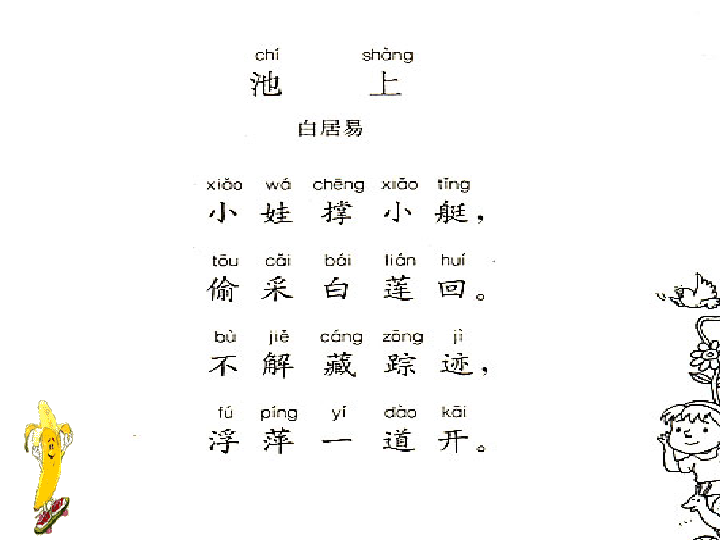 chí shàng
池 上
白居易
xiǎo wá chēng xiǎo tǐng
小 娃 撑 小 艇，
tōu cǎi bái lián huí
偷 采 白 莲 回。
bù jiě cáng zōng jì
不 解 藏 踪 迹，
fú píng yí dào kāi
浮 萍 一 道 开。